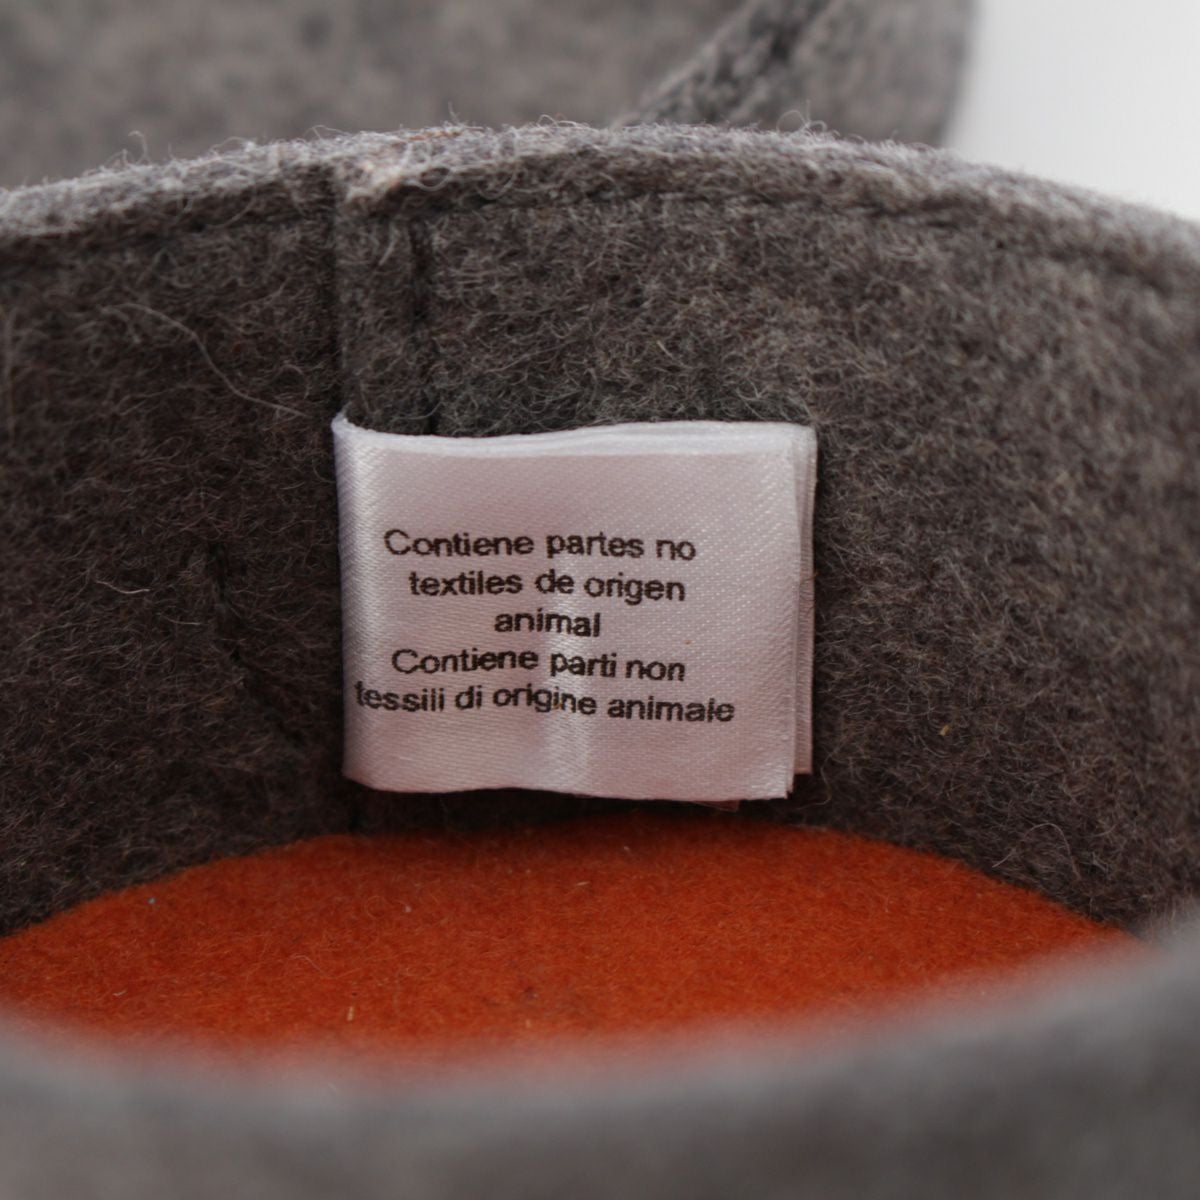 Contiene partes no
textiles de origen
animal
Contiene parti non
tessili di origine animale